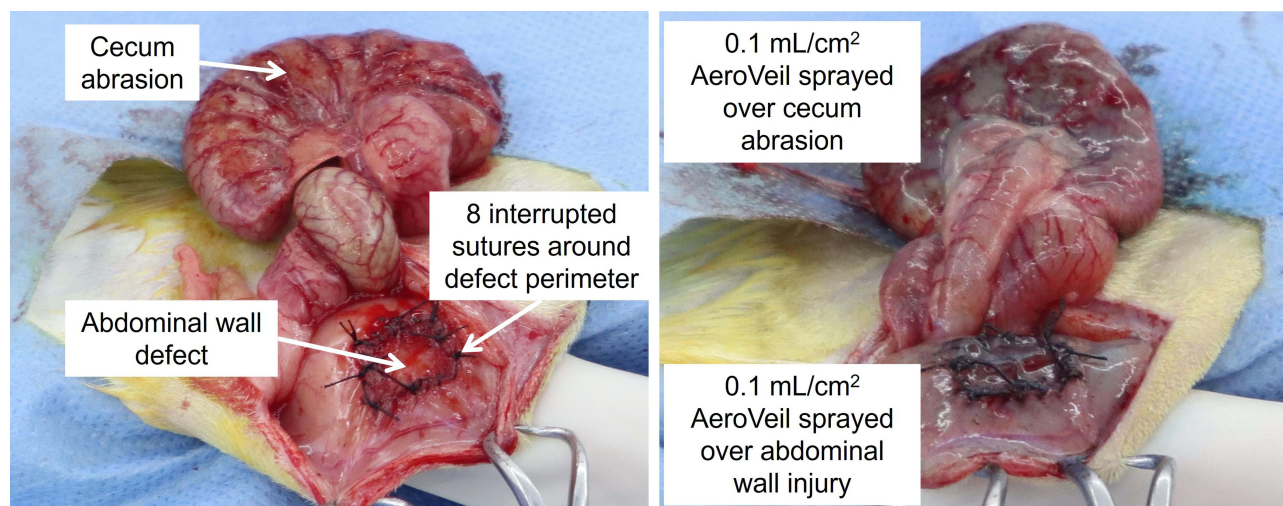 Cecum
abrasion
8 interrupted
sutures around
defect perimeter
Abdominal wall
defect
0.1 mL/cm²
AeroVeil sprayed
over cecum
abrasion
0.1 mL/cm²
AeroVeil sprayed
over abdominal
wall injury